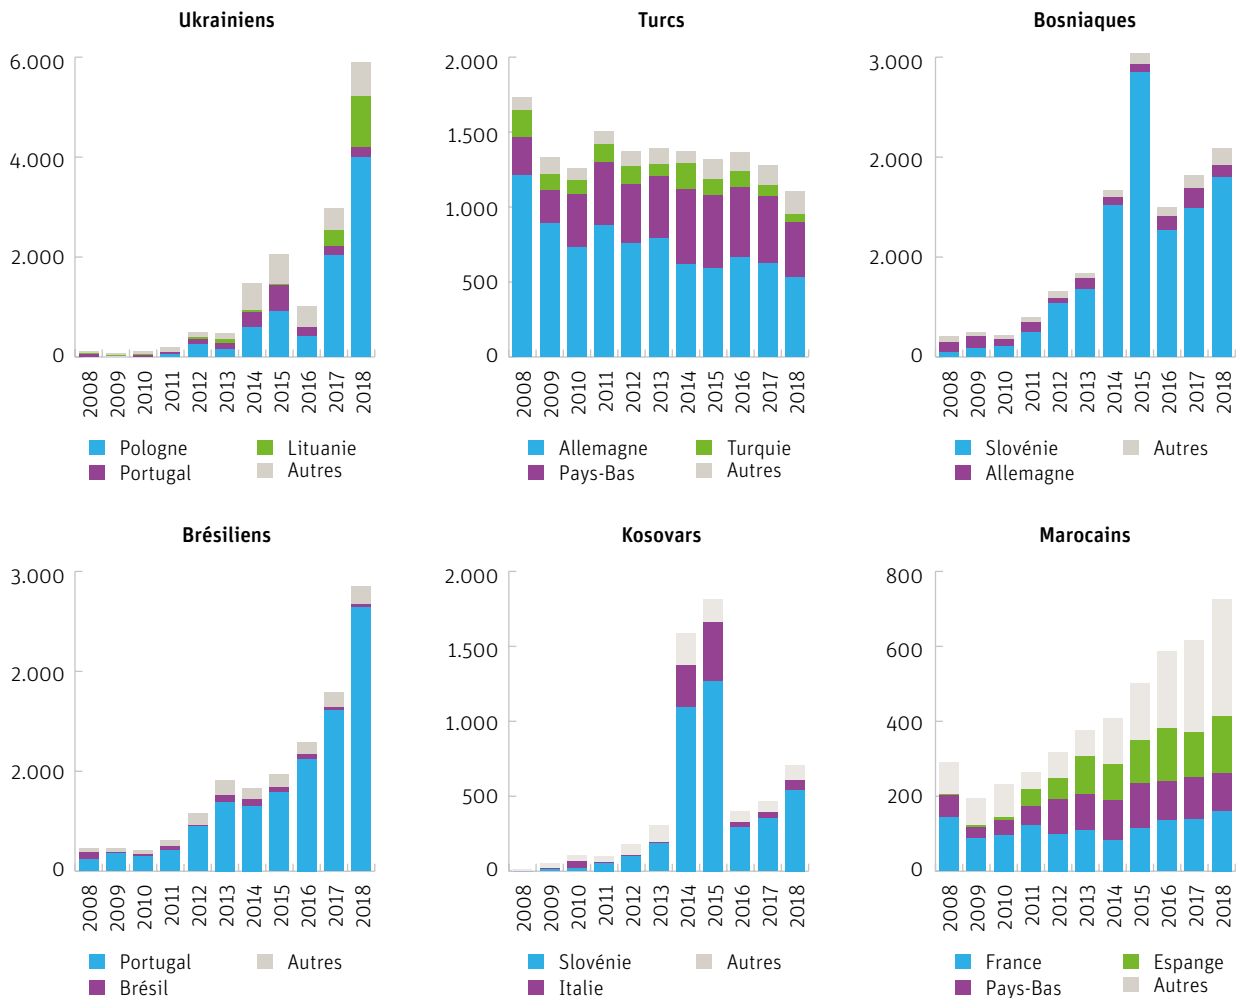 Ukrainiens
6.000
4.000
2.000
0
2008 2009 2010 2011 2012 2013 2014 2015 2016 2017 2018
Pologne Lituanie
Portugal Autres
Turcs
2.000
1.500
1.000
500
0
2008 2009 2010 2011 2012 2013 2014 2015 2016 2017 2018
Allemagne Turquie
Pays-Bas Autres
Bosniaques
3.000
2.000
2.000
0
2008 2009 2010 2011 2012 2013 2014 2015 2016 2017 2018
Slovénie Autres
Allemagne
Brésiliens
3.000
2.000
2.000
0
2008 2009 2010 2011 2012 2013 2014 2015 2016 2017 2018
Portugal Autres
Brésil
Kosovars
2.000
1.500
1.000
500
0
2008 2009 2010 2011 2012 2013 2014 2015 2016 2017 2018
Slovénie Autres
Italie
Marocains
800
600
400
200
0
2008 2009 2010 2011 2012 2013 2014 2015 2016 2017 2018
France Espange
Pays-Bas Autres